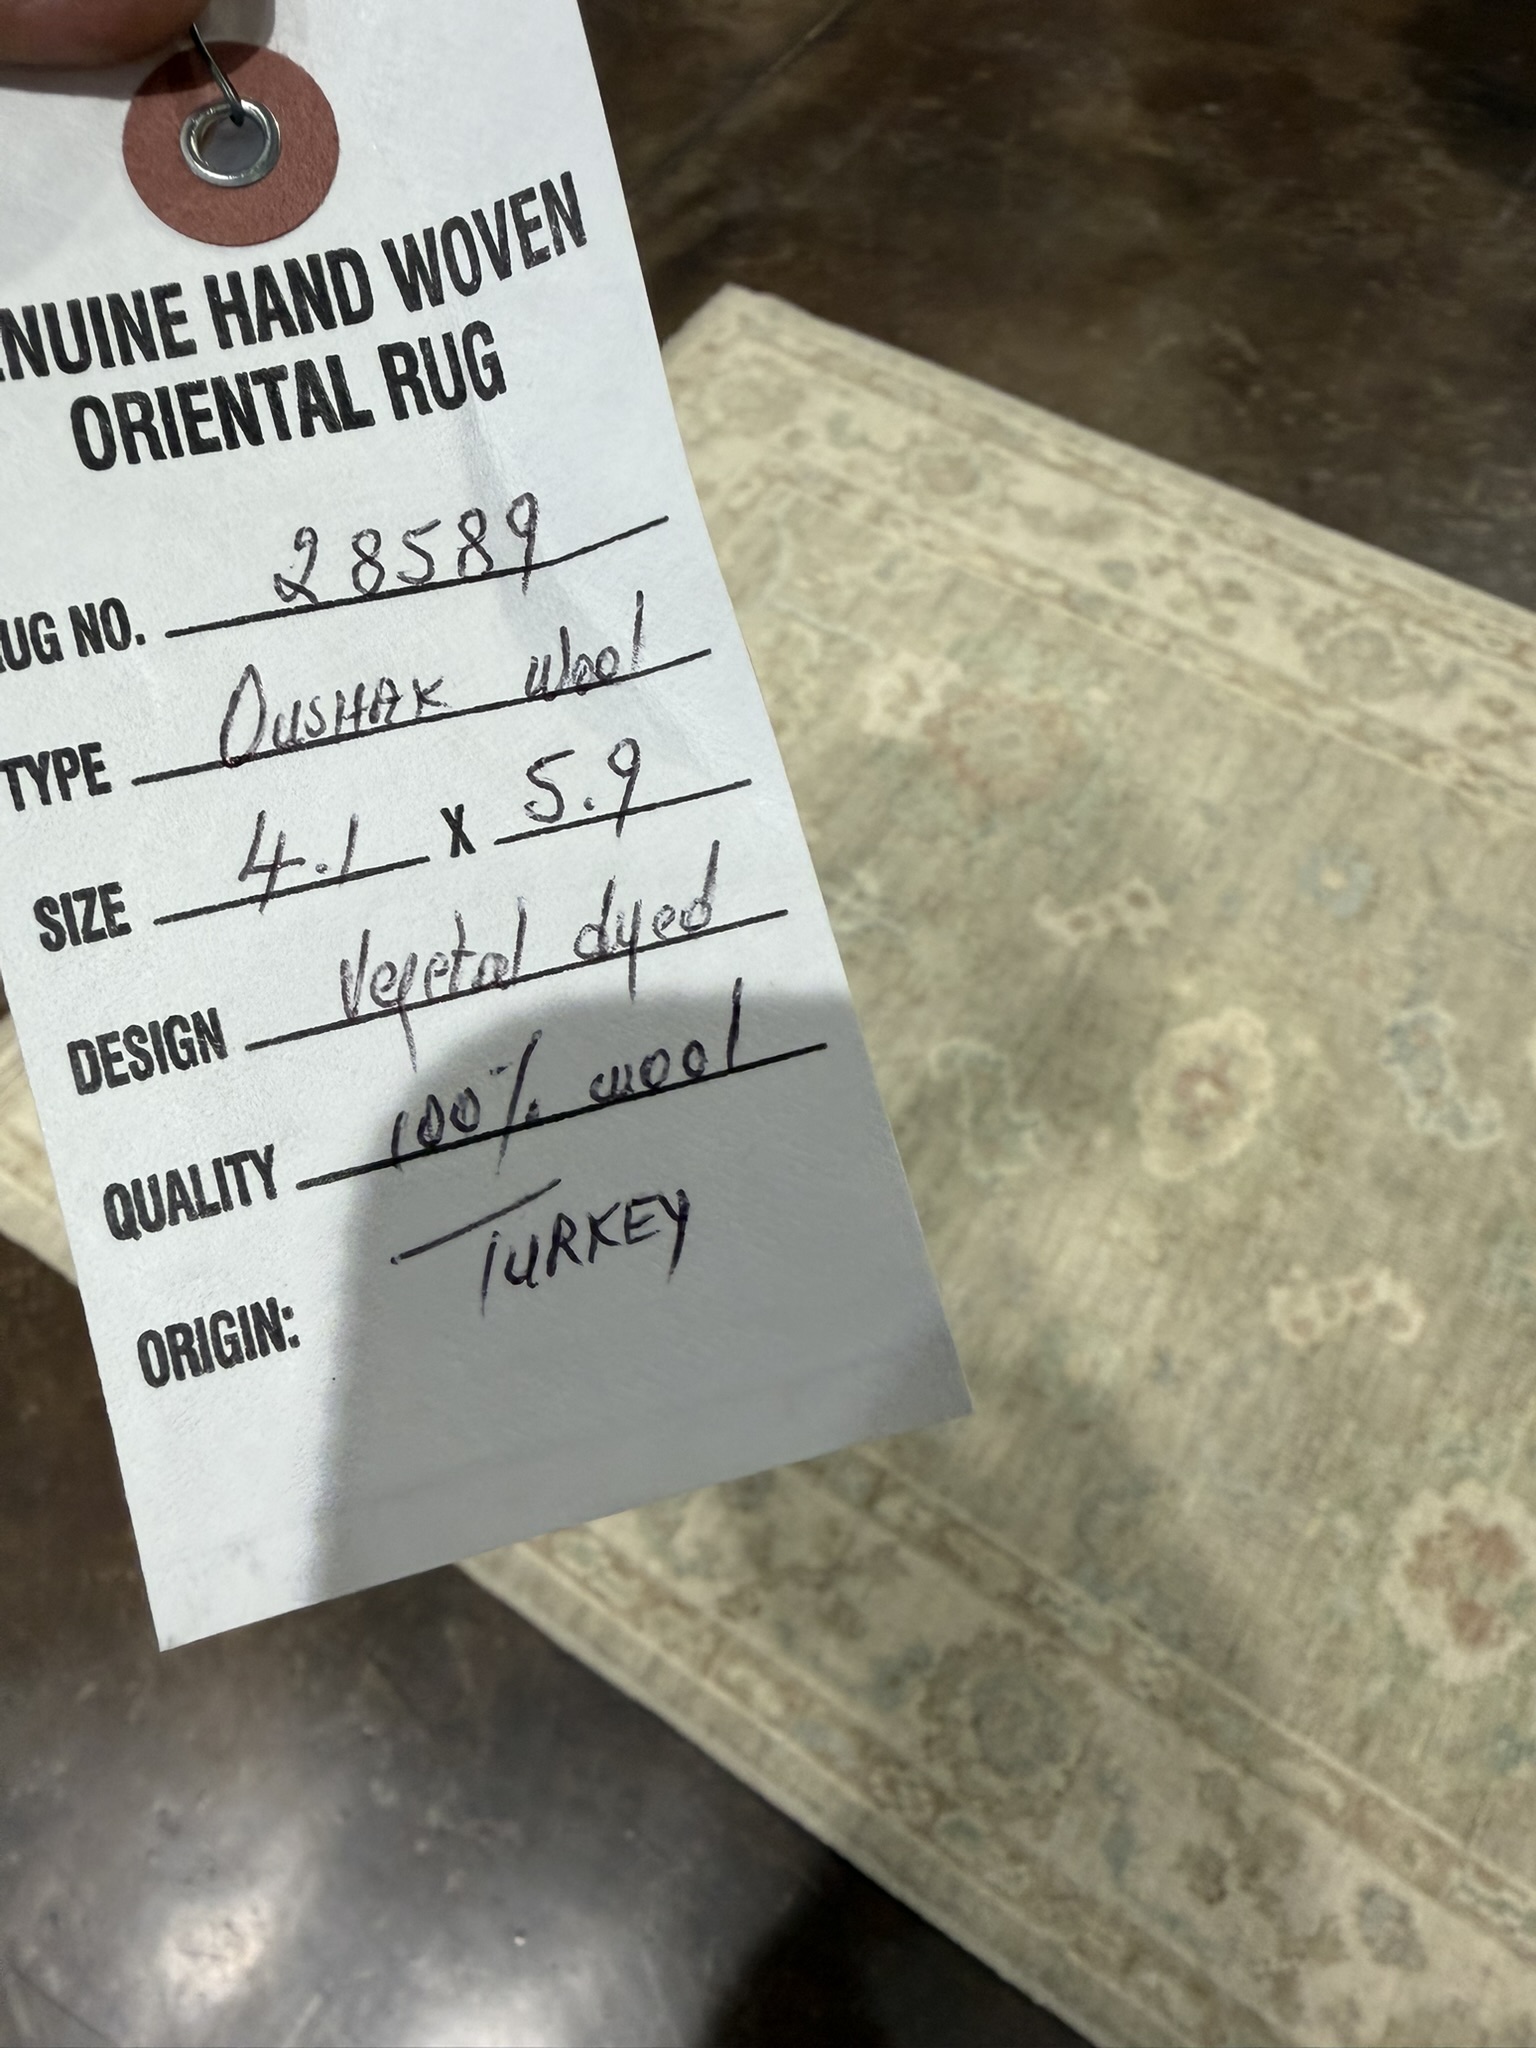 ENUINE HAND WOVEN
ORIENTAL RUG
RUG NO. 28589
TYPE OUSHAK wool
SIZE 4.1 X 5.9
DESIGN Vegetal dyed
QUALITY 100% wool
ORIGIN: TURKEY